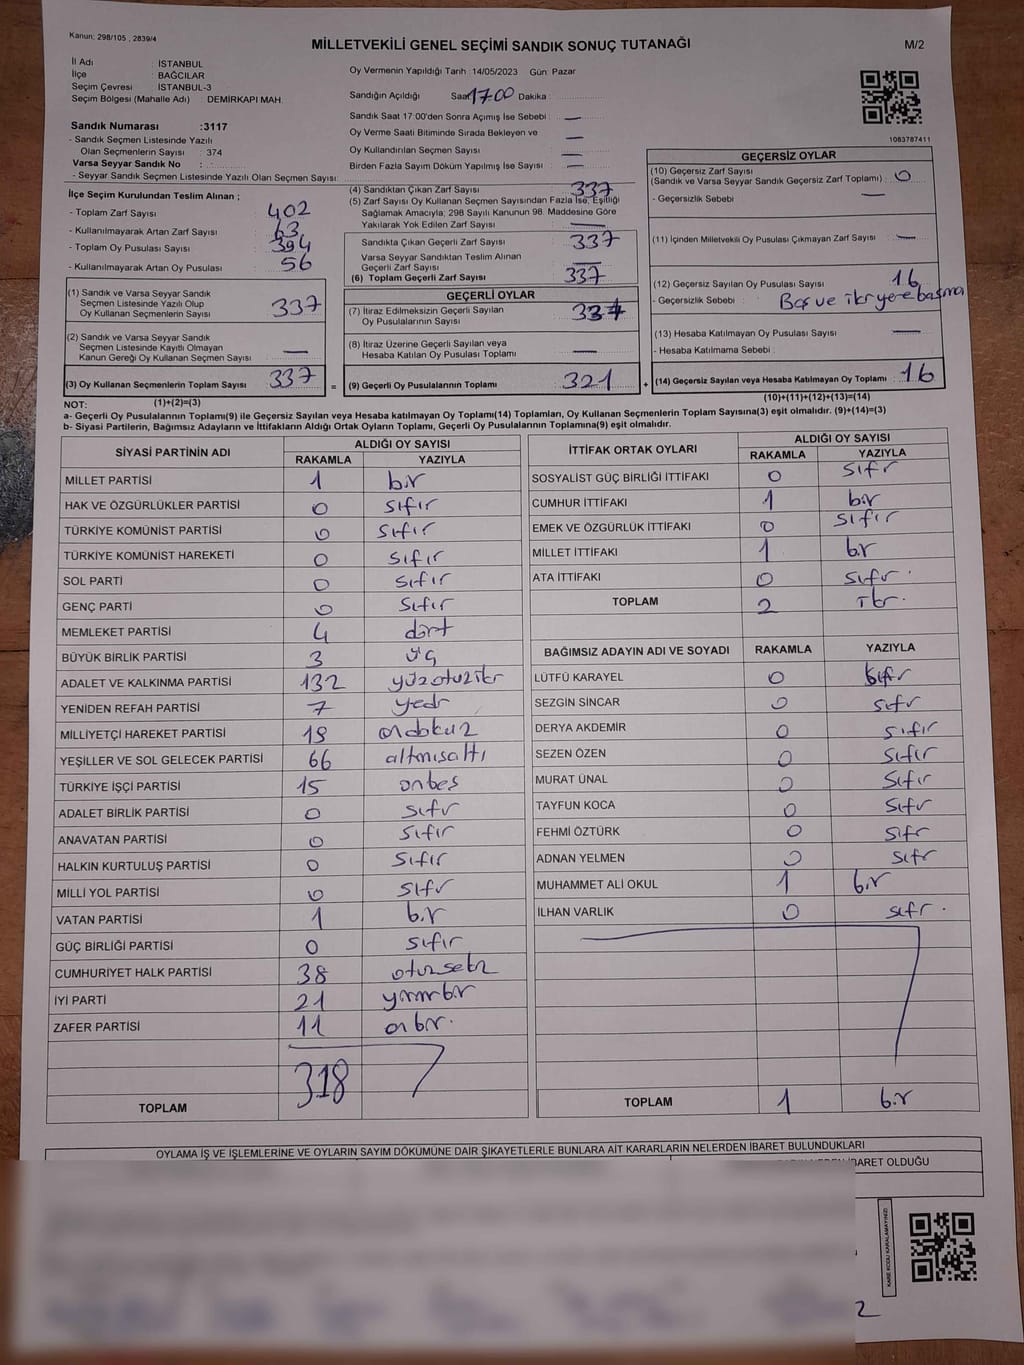 Kanun: 298/105 ; 2839/4
MİLLETVEKİLİ GENEL SEÇİMİ SANDIK SONUÇ TUTANAĞI
M/2
İl Adı : İSTANBUL
İlçe : BAĞCILAR
Seçim Çevresi : İSTANBUL-3
Seçim Bölgesi (Mahalle Adı) : DEMİRKAPI MAH.
Sandık Numarası :3117
- Sandık Seçmen Listesinde Yazılı
Olan Seçmenlerin Sayısı : 374
Varsa Seyyar Sandık No :
- Seyyar Sandık Seçmen Listesinde Yazılı Olan Seçmen Sayısı:
Oy Vermenin Yapıldığı Tarih :14/05/2023 Gün: Pazar
Sandığın Açıldığı Saat 17:00 Dakika :
Sandık Saat 17'00'den Sonra Açımış İse Sebebi : —
Oy Verme Saati Bitiminde Sırada Bekleyen ve
Oy Kullandırılan Seçmen Sayısı : —
Birden Fazla Sayım Döküm Yapılmış İse Sayısı : —
1083787411
İlçe Seçim Kurulundan Teslim Alınan ;
- Toplam Zarf Sayısı : 402
- Kullanılmayarak Artan Zarf Sayısı : 63
- Toplam Oy Pusulası Sayısı : 394
- Kullanılmayarak Artan Oy Pusulası : 56
(1) Sandık ve Varsa Seyyar Sandık
Seçmen Listesinde Yazılı Olup
Oy Kullanan Seçmenlerin Sayısı : 337
(2) Sandık ve Varsa Seyyar Sandık
Seçmen Listesinde Kayıtlı Olmayan
Kanun Gereği Oy Kullanan Seçmen Sayısı : —
(3) Oy Kullanan Seçmenlerin Toplam Sayısı : 337 =
(4) Sandıktan Çıkan Zarf Sayısı : 337
(5) Zarf Sayısı Oy Kullanan Seçmen Sayısından Fazla İse, Eşitliği
Sağlamak Amacıyla; 298 Sayılı Kanunun 98. Maddesine Göre
Yakılarak Yok Edilen Zarf Sayısı : —
Sandıkta Çıkan Geçerli Zarf Sayısı : 337
Varsa Seyyar Sandıktan Teslim Alınan
Geçerli Zarf Sayısı : —
(6) Toplam Geçerli Zarf Sayısı : 337
GEÇERLİ OYLAR
(7) İtiraz Edilmeksizin Geçerli Sayılan
Oy Pusulalarının Sayısı :
(8) İtiraz Üzerine Geçerli Sayılan veya
Hesaba Katılan Oy Pusulası Toplamı : —
(9) Geçerli Oy Pusulalarının Toplamı : 321 +
GEÇERSİZ OYLAR
(10) Geçersiz Zarf Sayısı
(Sandık ve Varsa Seyyar Sandık Geçersiz Zarf Toplamı) : 0
- Geçersizlik Sebebi : —
(11) İçinden Milletvekili Oy Pusulası Çıkmayan Zarf Sayısı : —
(12) Geçersiz Sayılan Oy Pusulası Sayısı : 16
- Geçersizlik Sebebi : Boş ve iki yere basma
(13) Hesaba Katılmayan Oy Pusulası Sayısı : —
- Hesaba Katılmama Sebebi :
(14) Geçersiz Sayılan veya Hesaba Katılmayan Oy Toplamı : 16
NOT: (1)+(2)=(3)
(10)+(11)+(12)+(13)=(14)
a- Geçerli Oy Pusulalarının Toplamı(9) ile Geçersiz Sayılan veya Hesaba katılmayan Oy Toplamı(14) Toplamları, Oy Kullanan Seçmenlerin Toplam Sayısına(3) eşit olmalıdır. (9)+(14)=(3)
b- Siyasi Partilerin, Bağımsız Adayların ve İttifakların Aldığı Ortak Oyların Toplamı, Geçerli Oy Pusulalarının Toplamına(9) eşit olmalıdır.
SİYASİ PARTİNİN ADI ALDIĞI OY SAYISI
RAKAMLA YAZIYLA
MİLLET PARTİSİ 1 bir
HAK VE ÖZGÜRLÜKLER PARTİSİ 0 sıfır
TÜRKİYE KOMÜNİST PARTİSİ 0 sıfır
TÜRKİYE KOMÜNİST HAREKETİ 0 sıfır
SOL PARTİ 0 sıfır
GENÇ PARTİ 0 sıfır
MEMLEKET PARTİSİ 4 dört
BÜYÜK BİRLİK PARTİSİ 3 üç
ADALET VE KALKINMA PARTİSİ 132 yüzotuziki
YENİDEN REFAH PARTİSİ 7 yedi
MİLLİYETÇİ HAREKET PARTİSİ 19 ondokuz
YEŞİLLER VE SOL GELECEK PARTİSİ 66 altmışaltı
TÜRKİYE İŞÇİ PARTİSİ 15 onbeş
ADALET BİRLİK PARTİSİ 0 sıfır
ANAVATAN PARTİSİ 0 sıfır
HALKIN KURTULUŞ PARTİSİ 0 sıfır
MİLLİ YOL PARTİSİ 0 sıfır
VATAN PARTİSİ 1 bir
GÜÇ BİRLİĞİ PARTİSİ 0 sıfır
CUMHURİYET HALK PARTİSİ 38 otuzsekiz
İYİ PARTİ 21 yirmibir
ZAFER PARTİSİ 11 onbir.
TOPLAM 318
İTTİFAK ORTAK OYLARI ALDIĞI OY SAYISI
RAKAMLA YAZIYLA
SOSYALİST GÜÇ BİRLİĞİ İTTİFAKI 0 sıfır
CUMHUR İTTİFAKI 1 bir
EMEK VE ÖZGÜRLÜK İTTİFAKI 0 sıfır
MİLLET İTTİFAKI 1 bir
ATA İTTİFAKI 0 sıfır.
TOPLAM 2 iki.
BAĞIMSIZ ADAYIN ADI VE SOYADI RAKAMLA YAZIYLA
LÜTFÜ KARAYEL 0 sıfır
SEZGİN SİNCAR 0 sıfır
DERYA AKDEMİR 0 sıfır
SEZEN ÖZEN 0 sıfır
MURAT ÜNAL 0 sıfır
TAYFUN KOCA 0 sıfır
FEHMİ ÖZTÜRK 0 sıfır
ADNAN YELMEN 0 sıfır
MUHAMMET ALİ OKUL 1 bir
İLHAN VARLIK 0 sıfır.
TOPLAM 1 bir
OYLAMA İŞ VE İŞLEMLERİNE VE OYLARIN SAYIM DÖKÜMÜNE DAİR ŞİKAYETLERLE BUNLARA AİT KARARLARIN NELERDEN İBARET BULUNDUKLARI
İBARET OLDUĞU
KARE KODU KARALAMAYINIZ!
2